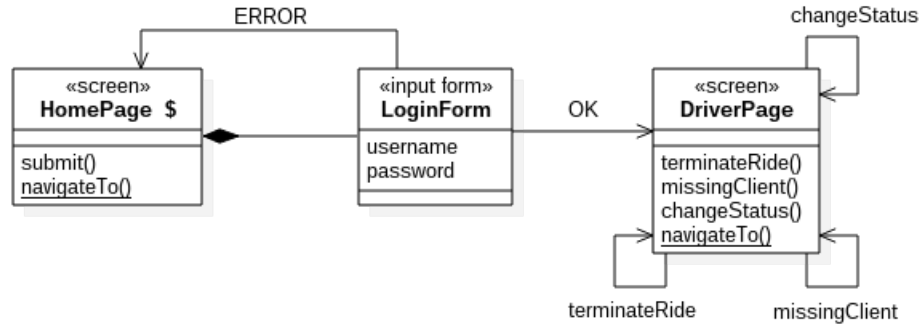 ERROR
changeStatus
«screen»
HomePage $
submit()
navigateTo()
«input form»
LoginForm
username
password
OK
«screen»
DriverPage
terminateRide()
missingClient()
changeStatus()
navigateTo()
terminateRide
missingClient